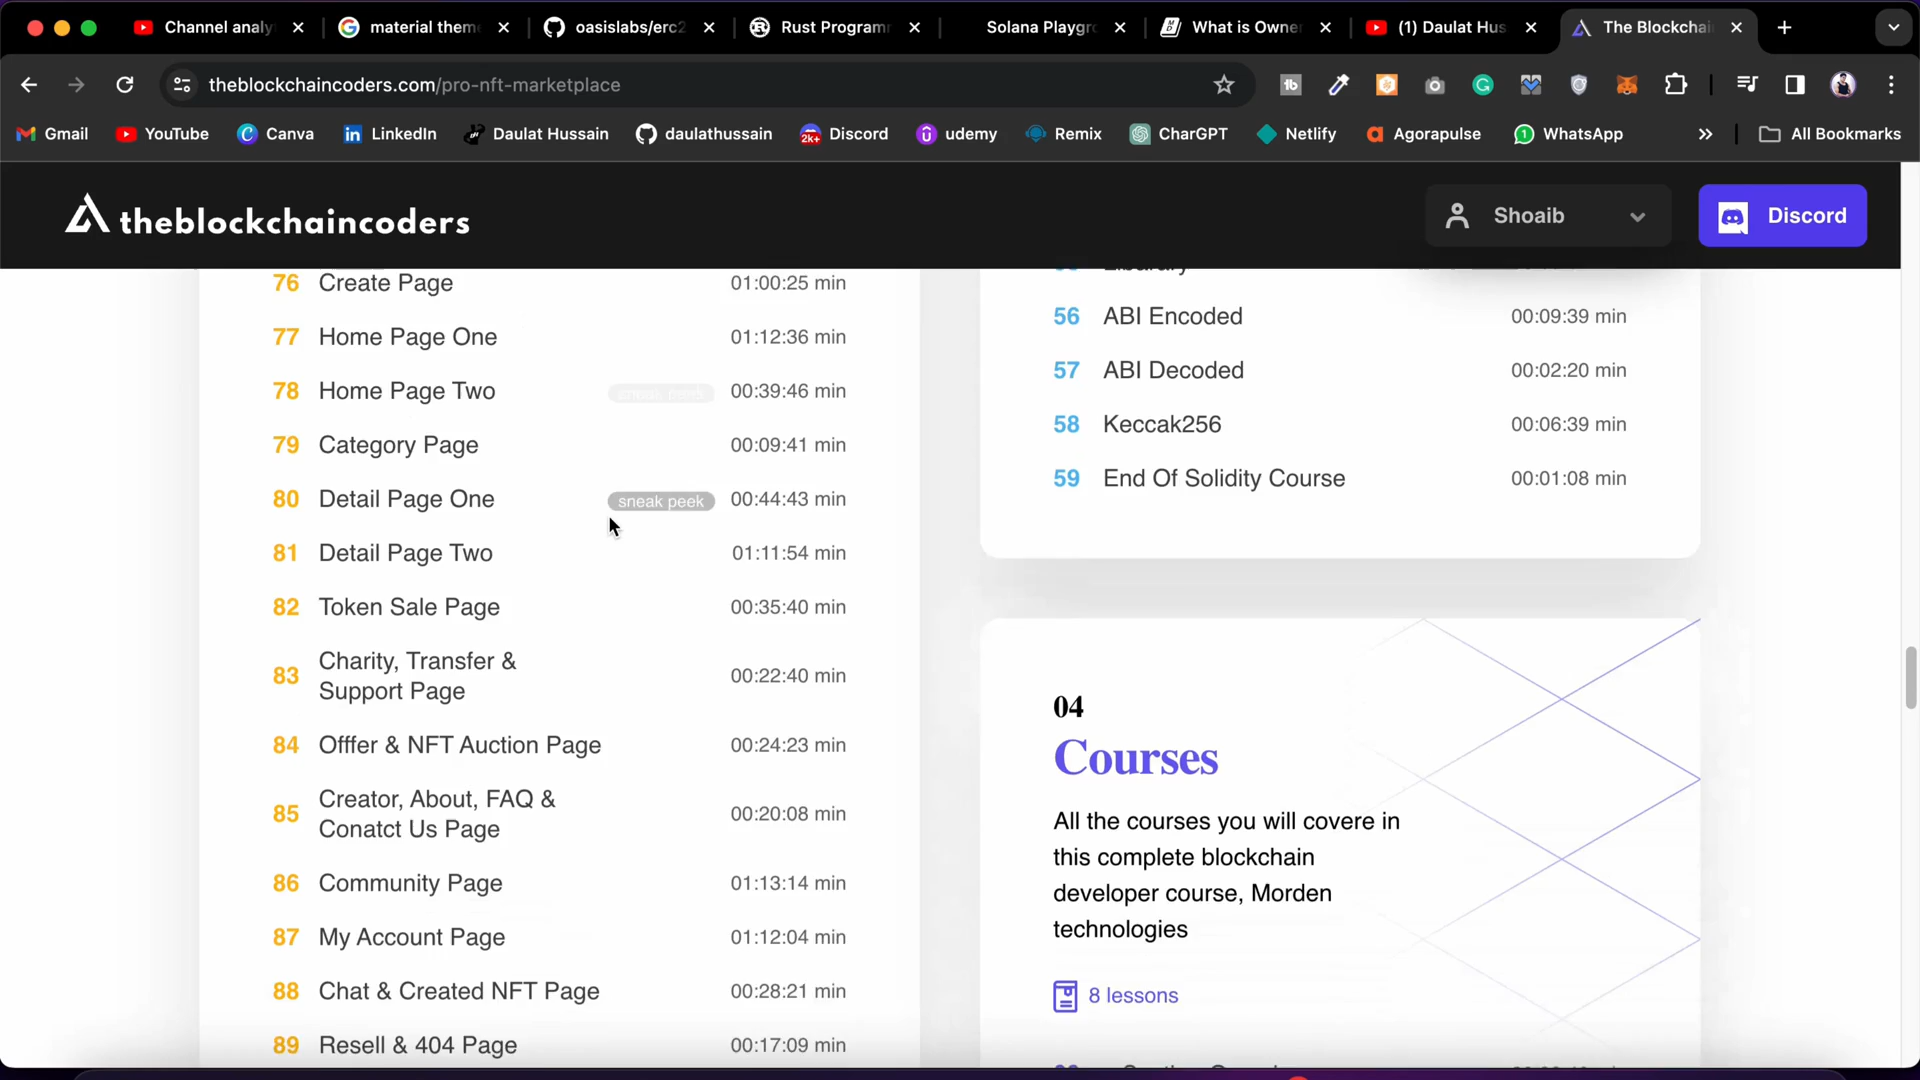 Channel analy
material them
oasislabs/erc2
Rust Programm
Solana Playgro
What is Owner
(1) Daulat Hus
The Blockchai
theblockchaincoders.com/pro-nft-marketplace
Gmail
YouTube
Canva
LinkedIn
Daulat Hussain
daulathussain
2k+
Discord
udemy
Remix
CharGPT
Netlify
Agorapulse
1
WhatsApp
All Bookmarks
theblockchaincoders
Shoaib
Discord
76 Create Page 01:00:25 min
77 Home Page One 01:12:36 min
78 Home Page Two sneak peek 00:39:46 min
79 Category Page 00:09:41 min
80 Detail Page One sneak peek 00:44:43 min
81 Detail Page Two 01:11:54 min
82 Token Sale Page 00:35:40 min
83 Charity, Transfer &
Support Page 00:22:40 min
84 Offfer & NFT Auction Page 00:24:23 min
85 Creator, About, FAQ &
Conatct Us Page 00:20:08 min
86 Community Page 01:13:14 min
87 My Account Page 01:12:04 min
88 Chat & Created NFT Page 00:28:21 min
89 Resell & 404 Page 00:17:09 min
56 ABI Encoded 00:09:39 min
57 ABI Decoded 00:02:20 min
58 Keccak256 00:06:39 min
59 End Of Solidity Course 00:01:08 min
04
Courses
All the courses you will covere in
this complete blockchain
developer course, Morden
technologies
8 lessons